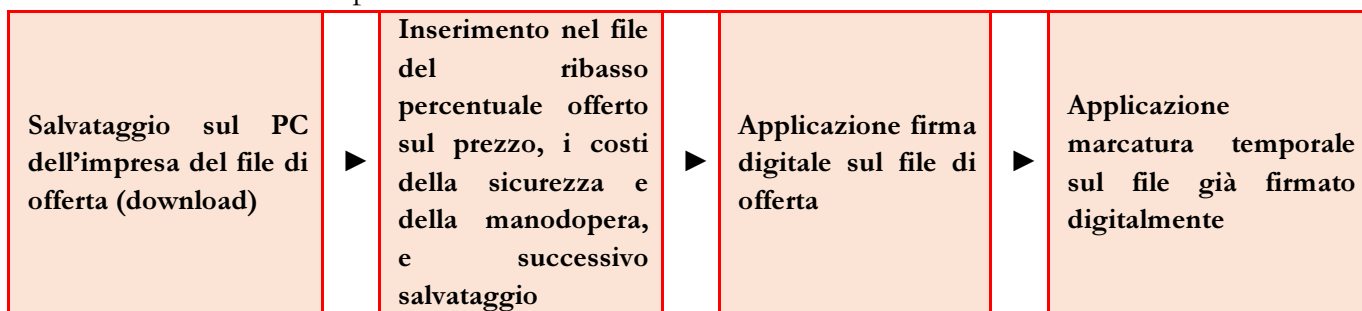 Salvataggio sul PC
dell’impresa del file di
offerta (download)
►
Inserimento nel file
del ribasso
percentuale offerto
sul prezzo, i costi
della sicurezza e
della manodopera,
e successivo
salvataggio
►
Applicazione firma
digitale sul file di
offerta
►
Applicazione
marcatura temporale
sul file già firmato
digitalmente